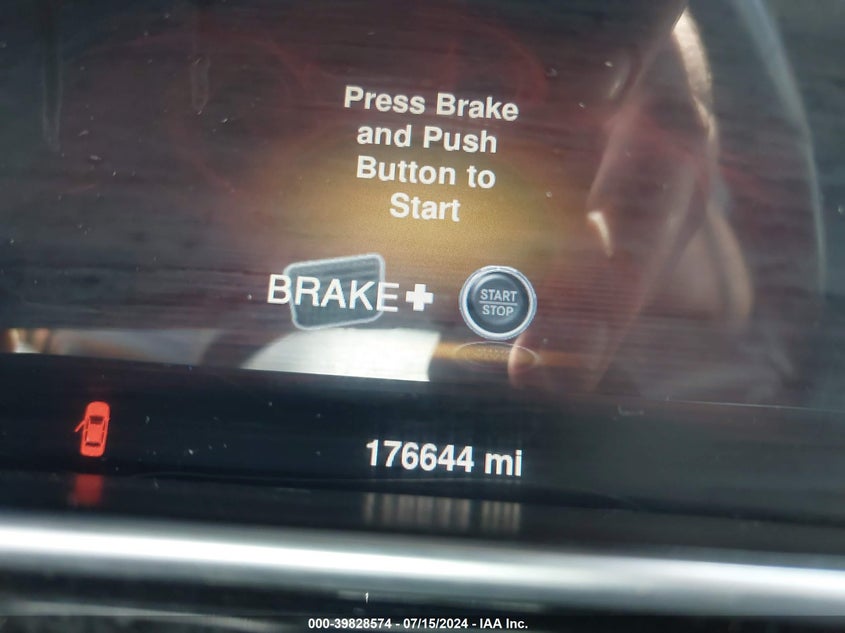 Press Brake
and Push
Button to
Start
BRAKE+
START
STOP
176644 mi
000-39828574 - 07/15/2024 - IAA Inc.